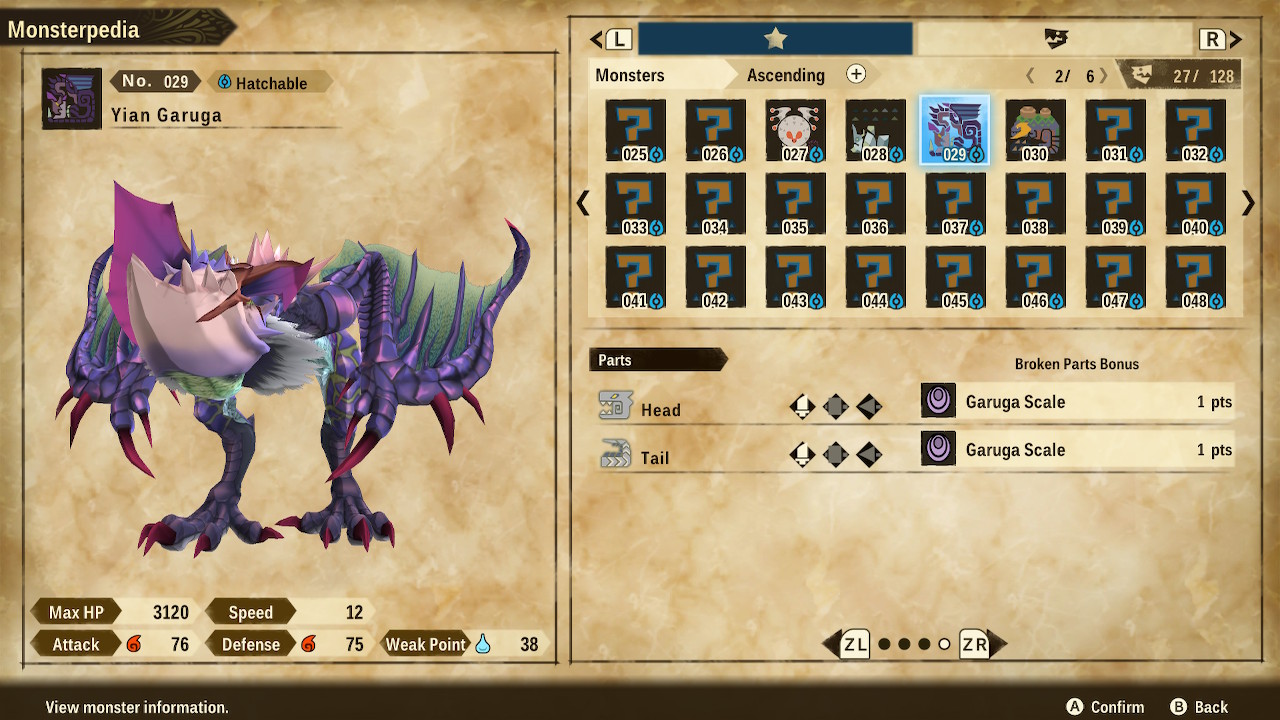 Monsterpedia
No. 029
Hatchable
Yian Garuga
L
R
Monsters
Ascending
2/ 6
27/ 128
025 026 027 028 029 030 031 032
033 034 035 036 037 038 039 040
041 042 043 044 045 046 047 048
Parts
Broken Parts Bonus
Head
Garuga Scale 1 pts
Tail
Garuga Scale 1 pts
Max HP 3120 Speed 12
Attack 76 Defense 75 Weak Point 38
ZL ZR
View monster information.
A Confirm B Back